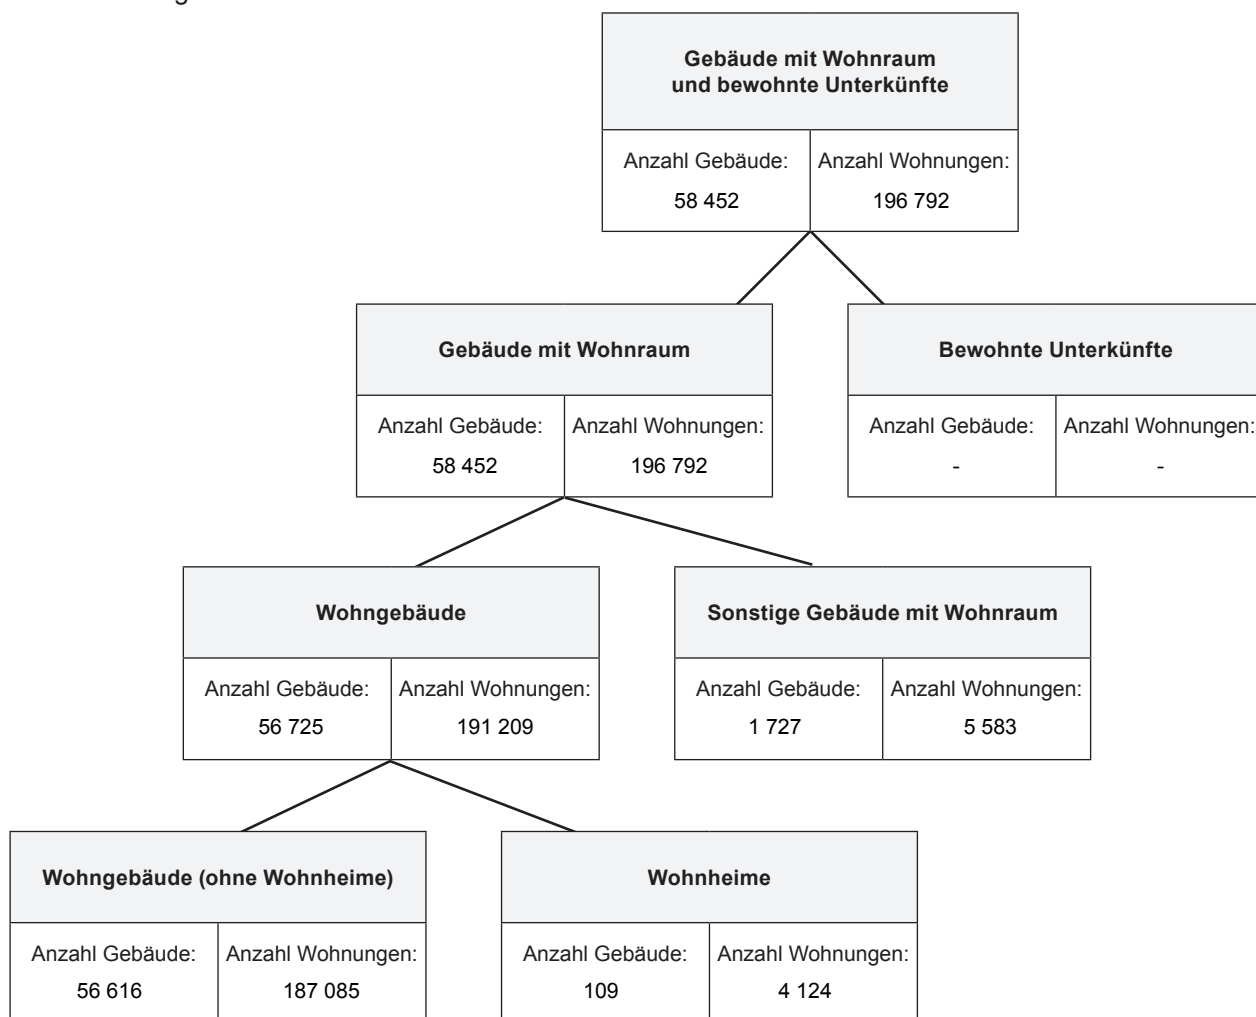 Gebäude mit Wohnraum
und bewohnte Unterkünfte
Anzahl Gebäude: Anzahl Wohnungen:
58 452 196 792
Gebäude mit Wohnraum
Anzahl Gebäude: Anzahl Wohnungen:
58 452 196 792
Bewohnte Unterkünfte
Anzahl Gebäude: Anzahl Wohnungen:
- -
Wohngebäude
Anzahl Gebäude: Anzahl Wohnungen:
56 725 191 209
Sonstige Gebäude mit Wohnraum
Anzahl Gebäude: Anzahl Wohnungen:
1 727 5 583
Wohngebäude (ohne Wohnheime)
Anzahl Gebäude: Anzahl Wohnungen:
56 616 187 085
Wohnheime
Anzahl Gebäude: Anzahl Wohnungen:
109 4 124